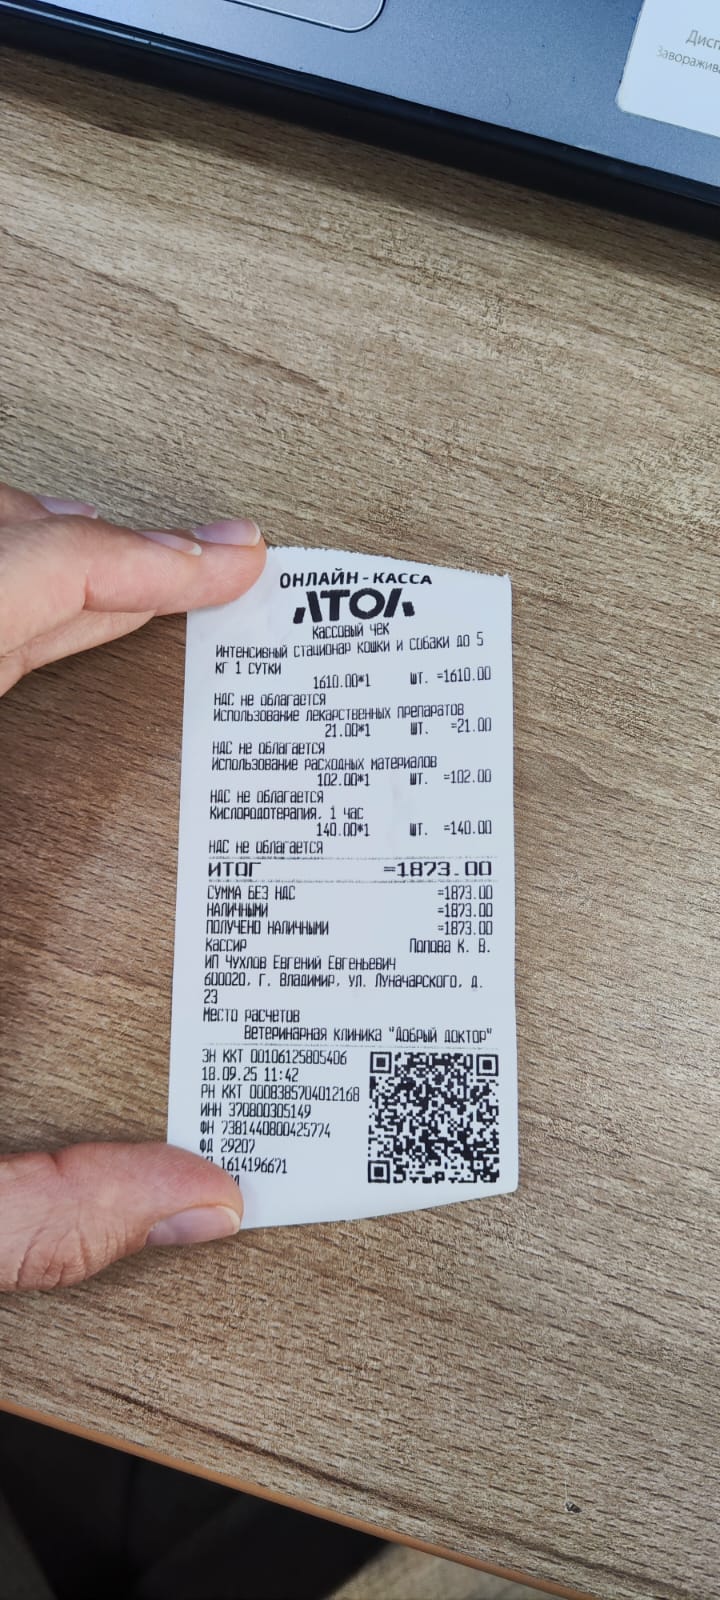 Дисп
Заворажив
ОНЛАЙН-КАССА
АТОЛ
КАССОВЫЙ ЧЕК
ИНТЕНСИВНЫЙ СТАЦИОНАР КОШКИ И СОБАКИ ДО 5
КГ 1 СУТКИ
1610.00*1 ШТ. =1610.00
НДС НЕ ОБЛАГАЕТСЯ
ИСПОЛЬЗОВАНИЕ ЛЕКАРСТВЕННЫХ ПРЕПАРАТОВ
21.00*1 ШТ. =21.00
НДС НЕ ОБЛАГАЕТСЯ
ИСПОЛЬЗОВАНИЕ РАСХОДНЫХ МАТЕРИАЛОВ
102.00*1 ШТ. =102.00
НДС НЕ ОБЛАГАЕТСЯ
КИСЛОРОДОТЕРАПИЯ, 1 ЧАС
140.00*1 ШТ. =140.00
НДС НЕ ОБЛАГАЕТСЯ
ИТОГ =1873.00
СУММА БЕЗ НДС =1873.00
НАЛИЧНЫМИ =1873.00
ПОЛУЧЕНО НАЛИЧНЫМИ =1873.00
КАССИР Попова К. В.
ИП ЧУХЛОВ ЕВГЕНИЙ ЕВГЕНЬЕВИЧ
600020, Г. ВЛАДИМИР, УЛ. ЛУНАЧАРСКОГО, Д.
23
МЕСТО РАСЧЕТОВ
ВЕТЕРИНАРНАЯ КЛИНИКА "ДОБРЫЙ ДОКТОР"
ЗН ККТ 00106125805406
18.09.25 11:42
РН ККТ 0008385704012168
ИНН 370800305149
ФН 7381440800425774
ФД 29207
1614196671